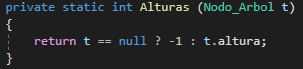 private static int Alturas (Nodo_Arbol t)
{
return t == null ? -1 : t.altura;
}